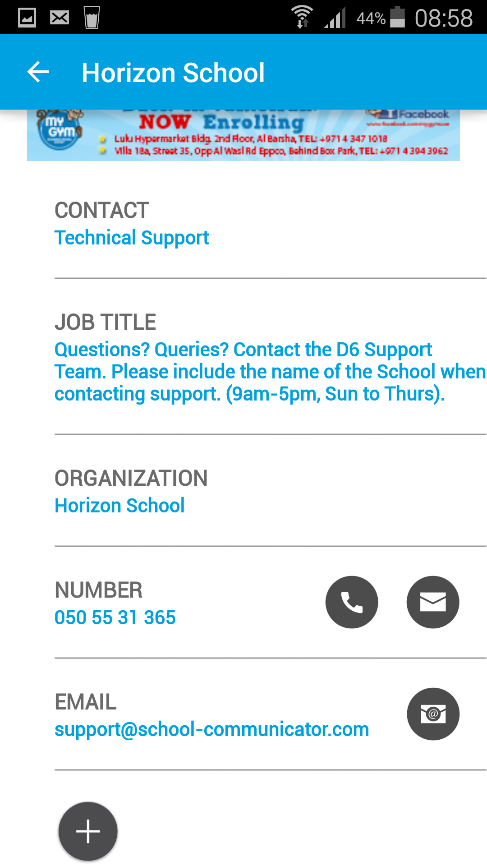 44% 08:58
Horizon School
my
GYM
NOW Enrolling
Facebook
Lulu Hypermarket Bldg. 2nd Floor, Al Barsha, TEL: +971 4 347 1018
Villa 18a, Street 35, Opp Al Wasl Rd Eppco, Behind Box Park, TEL: +971 4 394 3962
CONTACT
Technical Support
JOB TITLE
Questions? Queries? Contact the D6 Support
Team. Please include the name of the School when
contacting support. (9am-5pm, Sun to Thurs).
ORGANIZATION
Horizon School
NUMBER
050 55 31 365
EMAIL
support@school-communicator.com